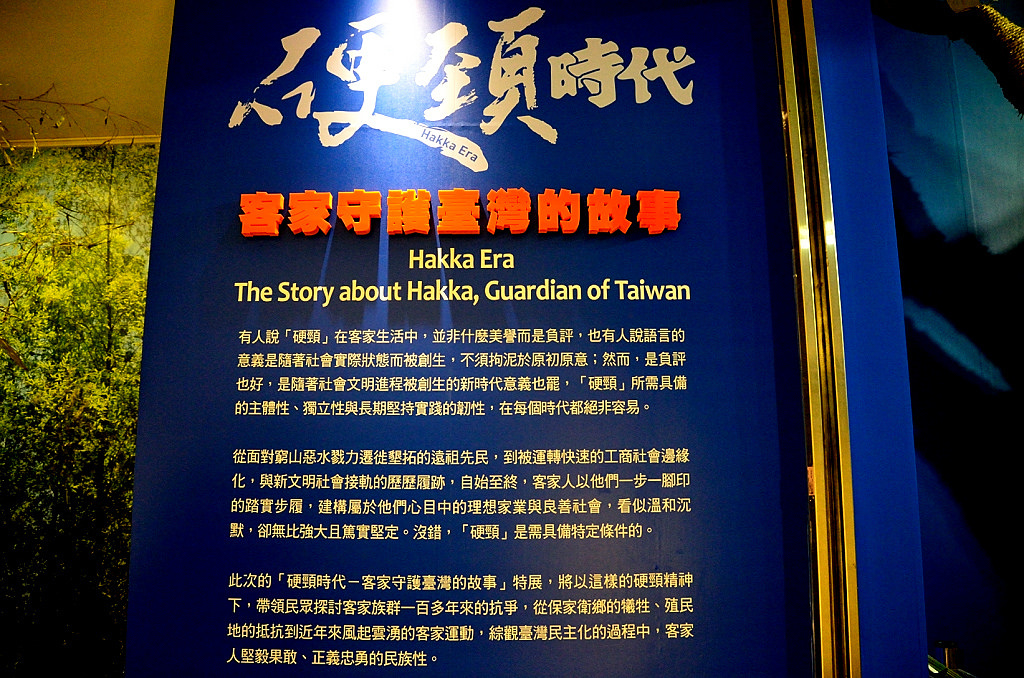 硬頸時代
Hakka Era
客家守護臺灣的故事
Hakka Era
The Story about Hakka, Guardian of Taiwan
有人說「硬頸」在客家生活中，並非什麼美譽而是負評，也有人說語言的
意義是隨著社會實際狀態而被創生，不須拘泥於原初原意；然而，是負評
也好，是隨著社會文明進程被創生的新時代意義也罷，「硬頸」所需具備
的主體性、獨立性與長期堅持實踐的韌性，在每個時代都絕非容易。
從面對窮山惡水戮力遷徙墾拓的遠祖先民，到被運轉快速的工商社會邊緣
化，與新文明社會接軌的歷歷履跡，自始至終，客家人以他們一步一腳印
的踏實步履，建構屬於他們心目中的理想家業與良善社會，看似溫和沉
默，卻無比強大且篤實堅定。沒錯，「硬頸」是需具備特定條件的。
此次的「硬頸時代－客家守護臺灣的故事」特展，將以這樣的硬頸精神
下，帶領民眾探討客家族群一百多年來的抗爭，從保家衛鄉的犧牲、殖民
地的抵抗到近年來風起雲湧的客家運動，綜觀臺灣民主化的過程中，客家
人堅毅果敢、正義忠勇的民族性。